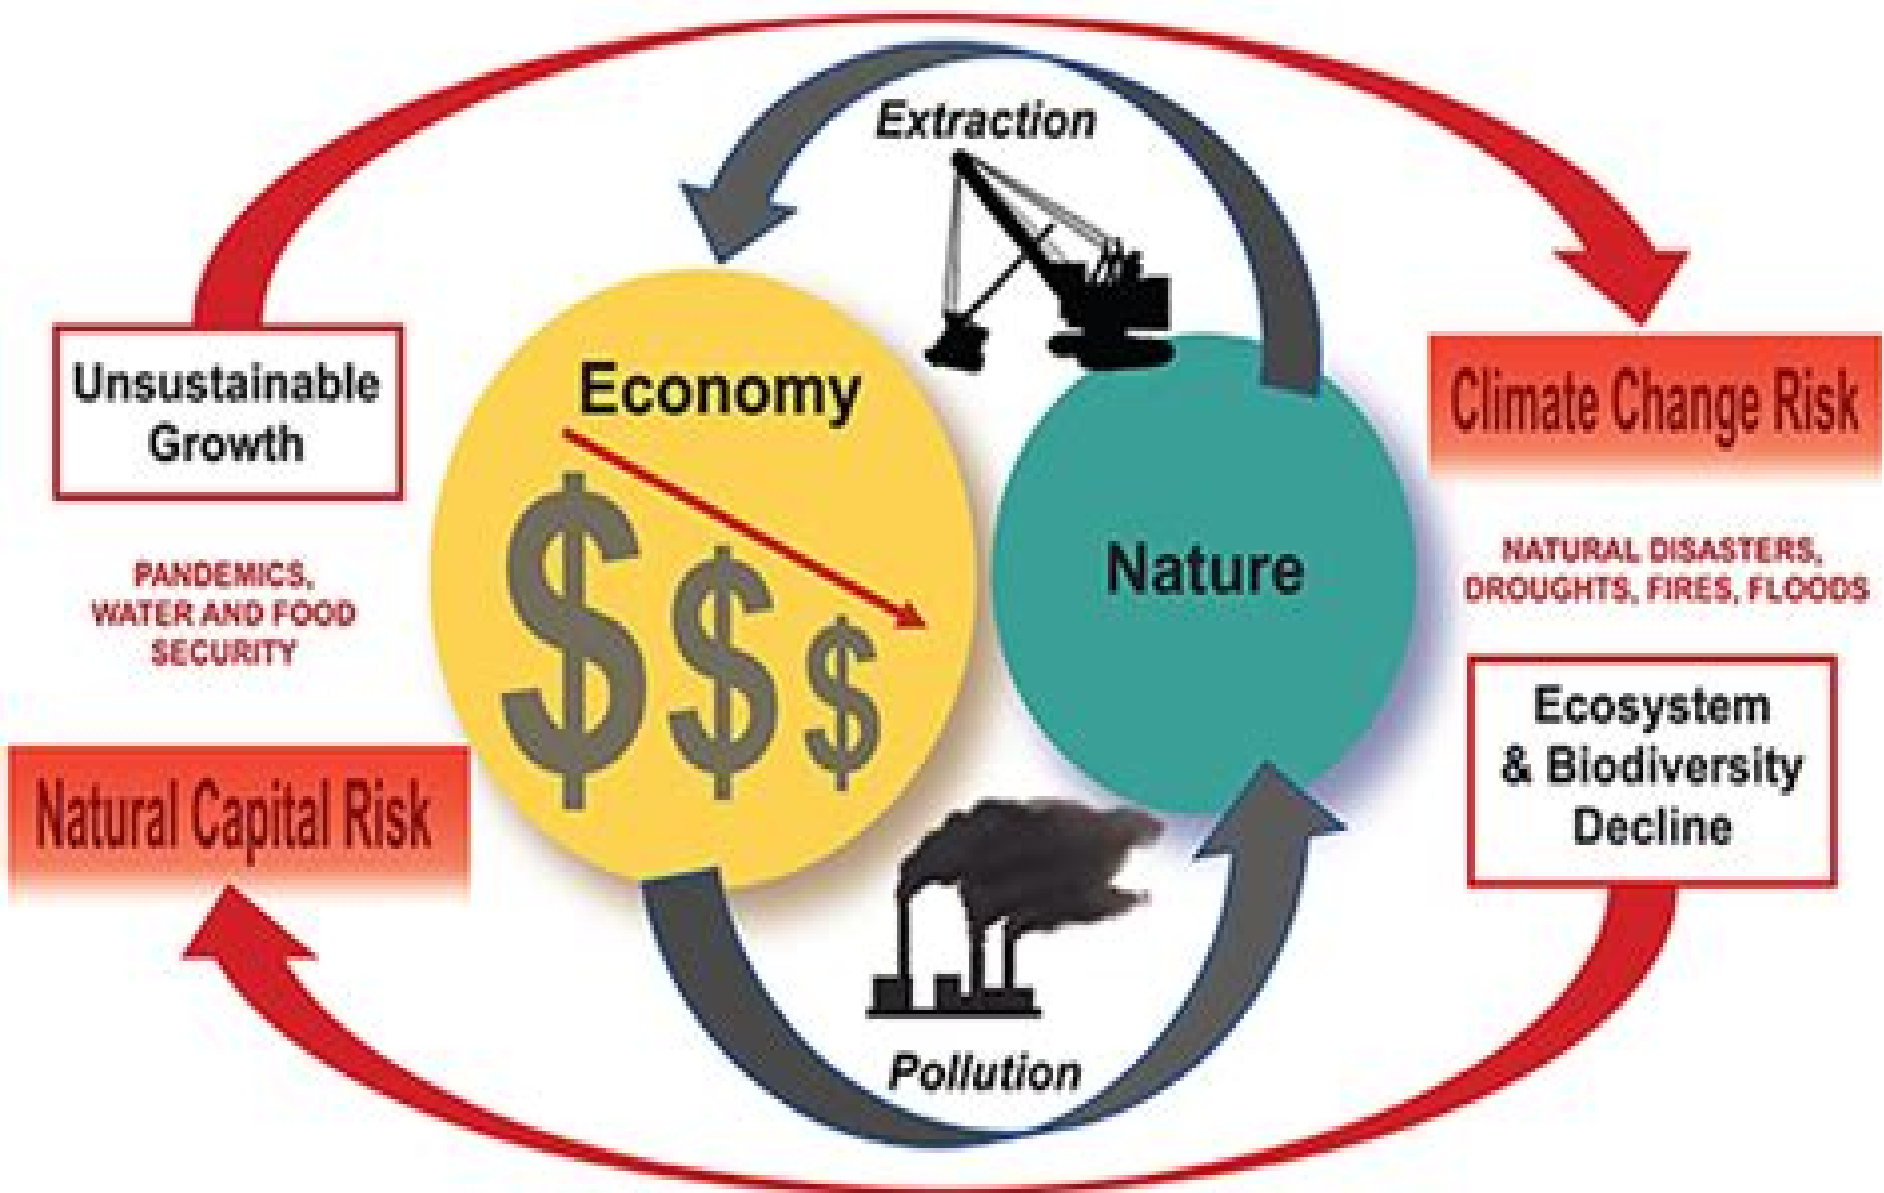 Extraction
Unsustainable
Growth
PANDEMICS,
WATER AND FOOD
SECURITY
Natural Capital Risk
Economy
$ $ $
Nature
Climate Change Risk
NATURAL DISASTERS,
DROUGHTS, FIRES, FLOODS
Ecosystem
& Biodiversity
Decline
Pollution